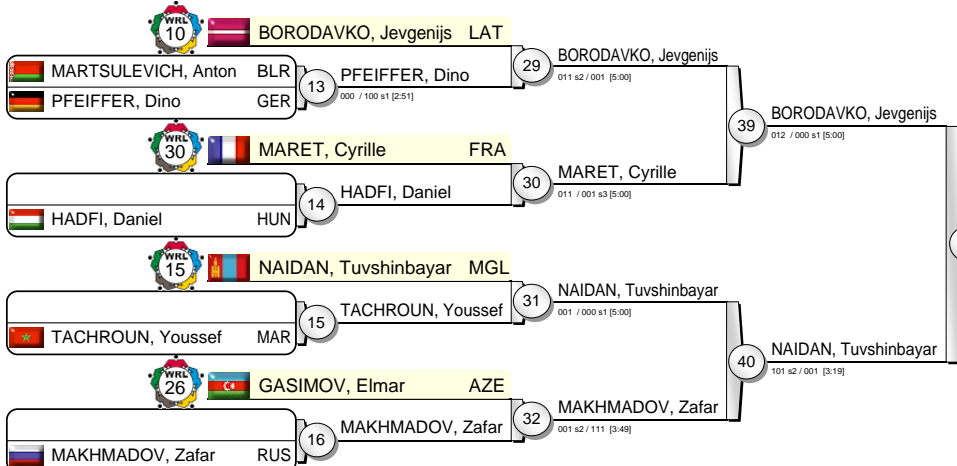 WRL
10
BORODAVKO, Jevgenijs LAT
MARTSULEVICH, Anton BLR
PFEIFFER, Dino GER
13
PFEIFFER, Dino
000 / 100 s1 [2:51]
29
BORODAVKO, Jevgenijs
011 s2 / 001 [5:00]
WRL
30
MARET, Cyrille FRA
HADFI, Daniel HUN
14
HADFI, Daniel
30
MARET, Cyrille
011 / 001 s3 [5:00]
39
BORODAVKO, Jevgenijs
012 / 000 s1 [5:00]
WRL
15
NAIDAN, Tuvshinbayar MGL
TACHROUN, Youssef MAR
15
TACHROUN, Youssef
31
NAIDAN, Tuvshinbayar
001 / 000 s1 [5:00]
WRL
26
GASIMOV, Elmar AZE
MAKHMADOV, Zafar RUS
16
MAKHMADOV, Zafar
32
MAKHMADOV, Zafar
001 s2 / 111 [3:49]
40
NAIDAN, Tuvshinbayar
101 s2 / 001 [3:19]